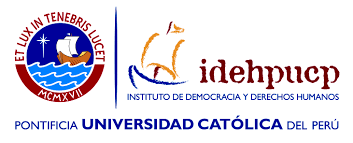 ET LUX IN TENEBRIS LUCET
MCMXVII
idehpucp
INSTITUTO DE DEMOCRACIA Y DERECHOS HUMANOS
PONTIFICIA UNIVERSIDAD CATÓLICA DEL PERÚ